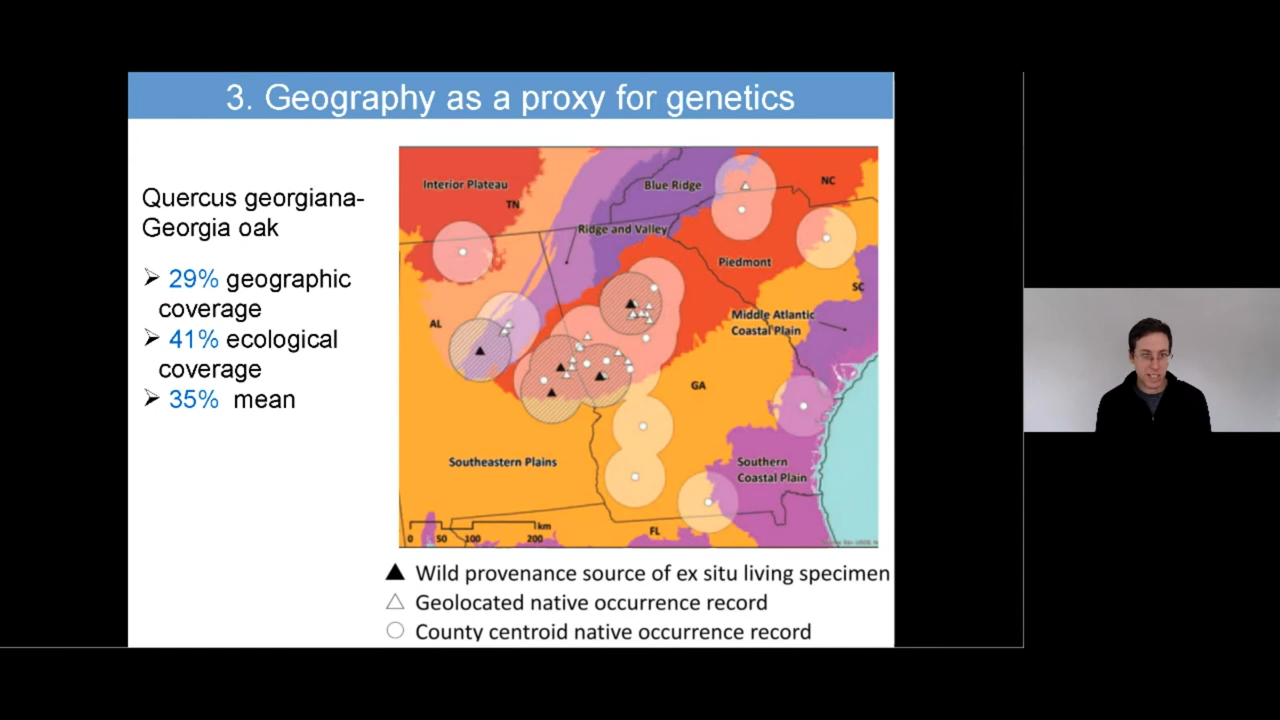 3. Geography as a proxy for genetics
Quercus georgiana-
Georgia oak
➢ 29% geographic
coverage
➢ 41% ecological
coverage
➢ 35% mean
Interior Plateau
TN
Blue Ridge
NC
Ridge and Valley
Piedmont
SC
AL
Middle Atlantic
Coastal Plain
GA
Southeastern Plains
Southern
Coastal Plain
FL
km
0 50 100 200
Wild provenance source of ex situ living specimen
Geolocated native occurrence record
County centroid native occurrence record